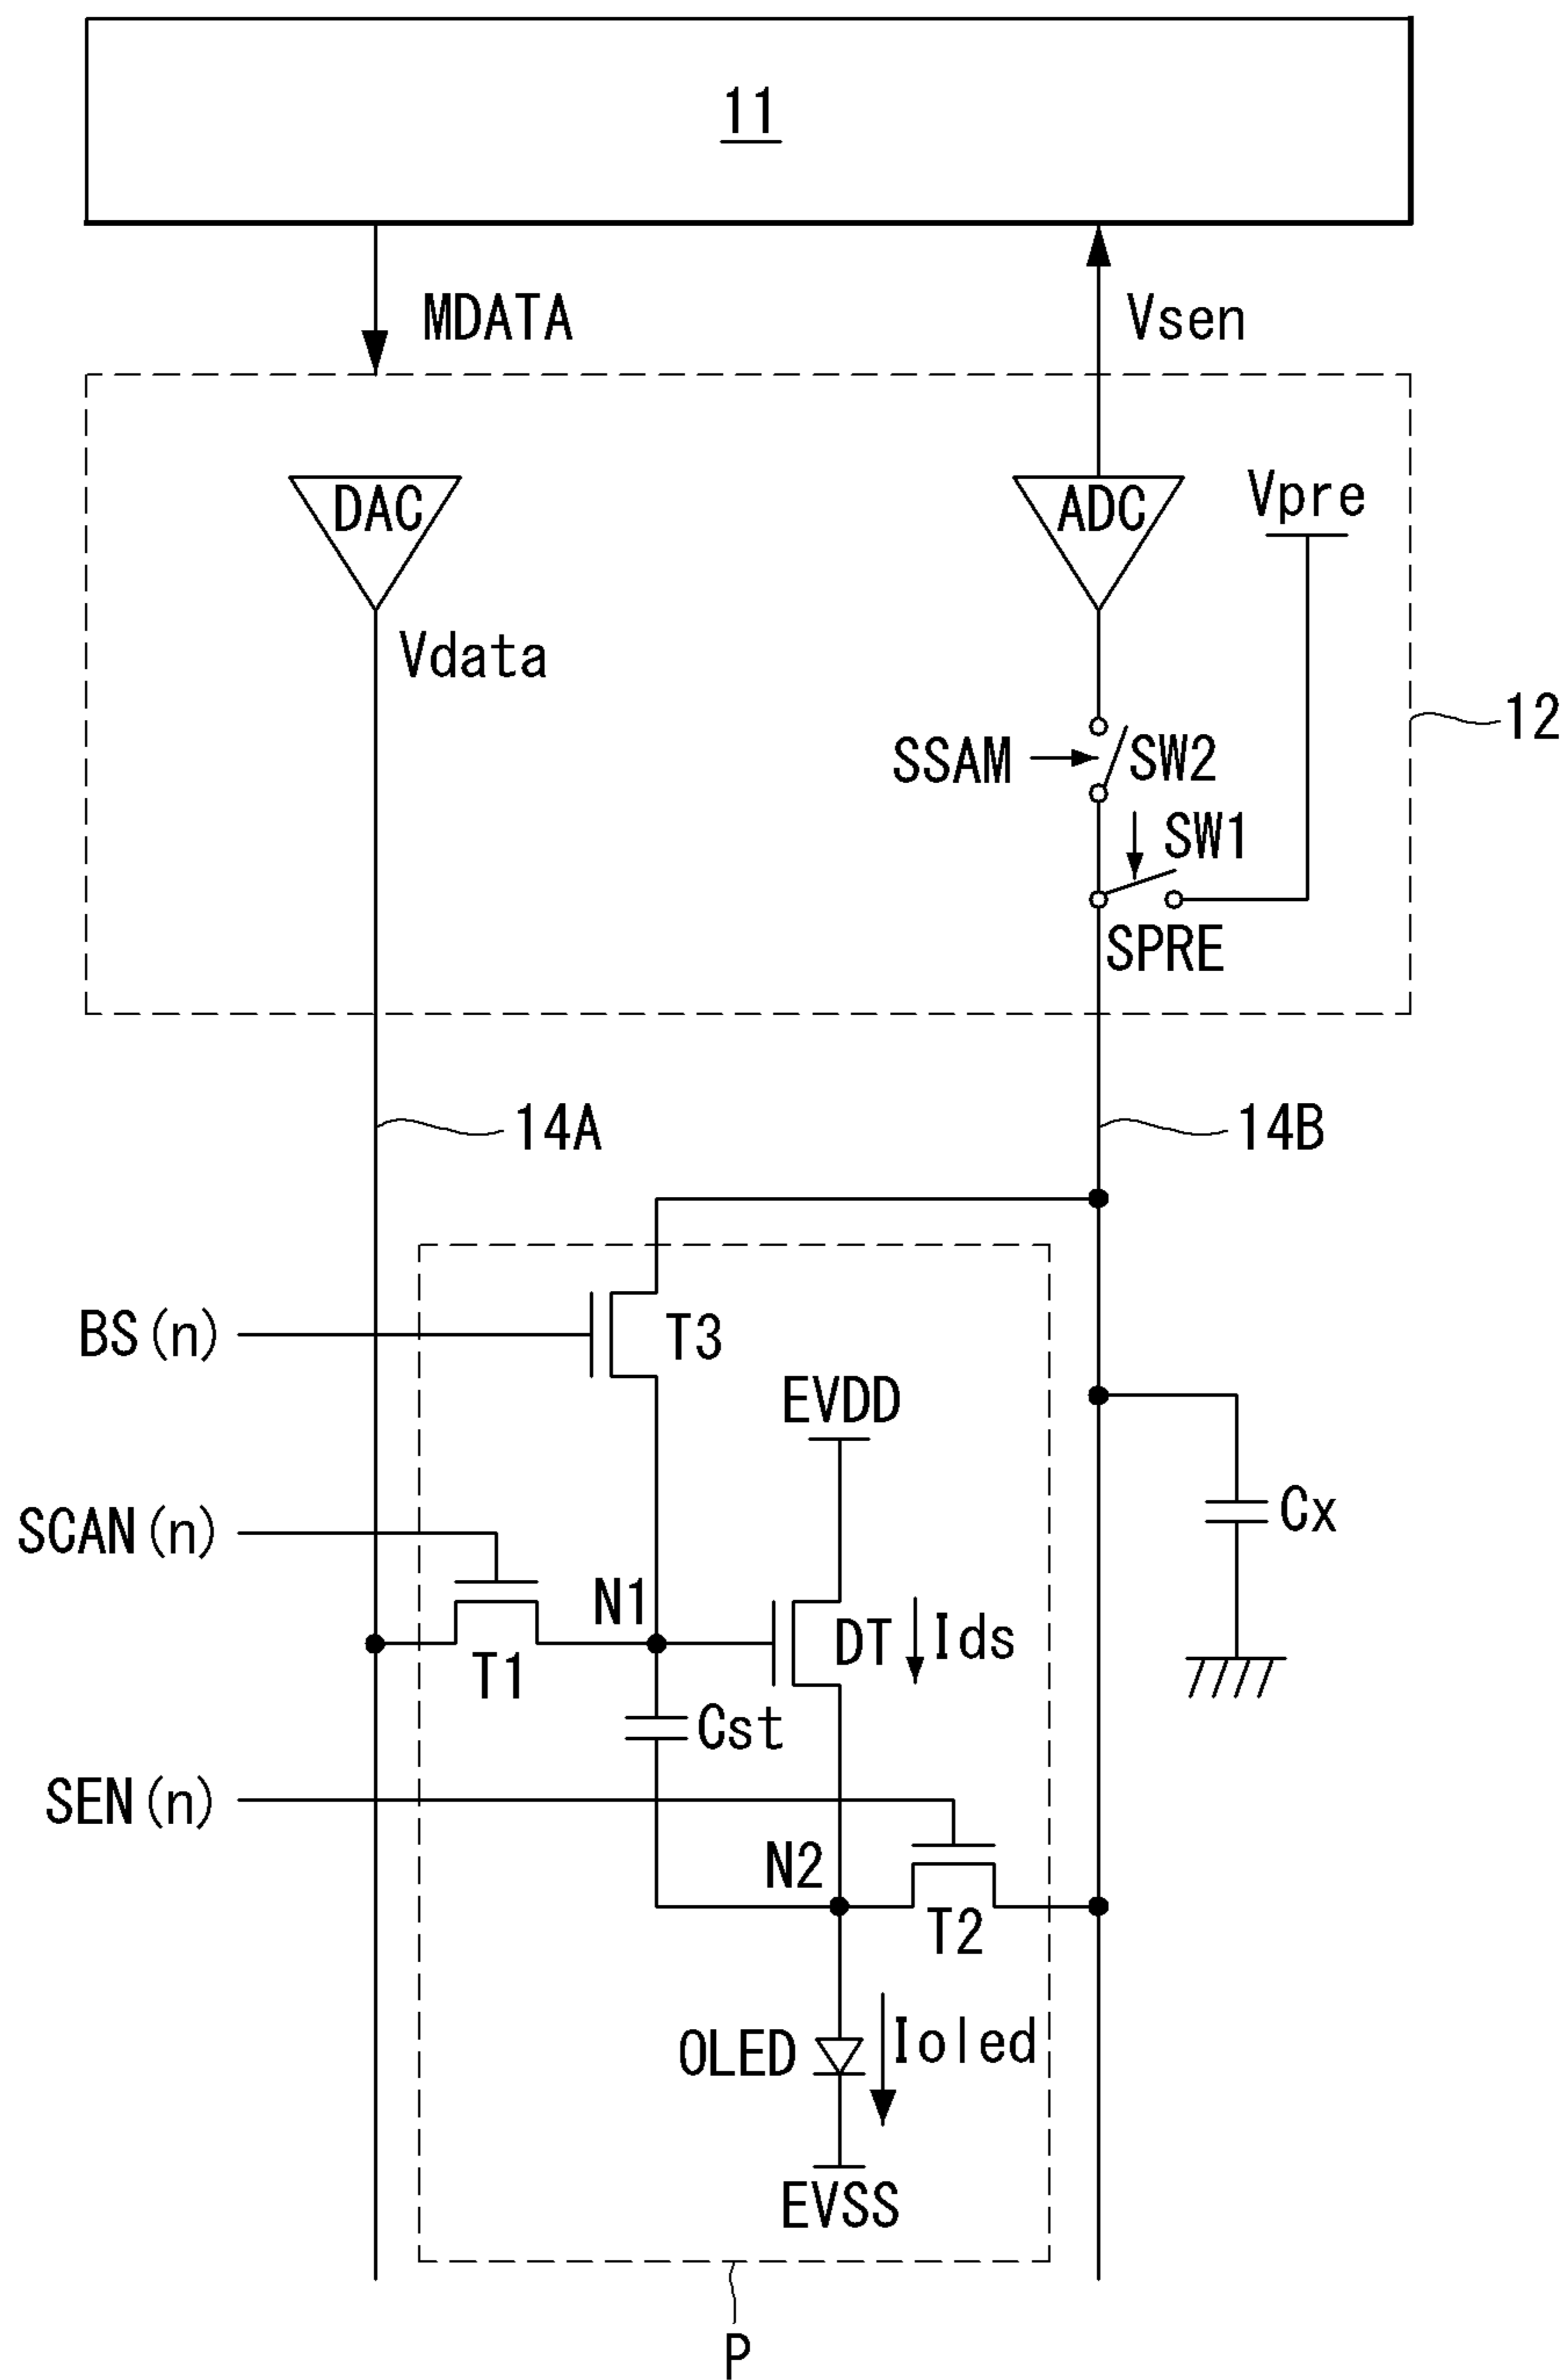 11
MDATA
Vsen
DAC
ADC
Vpre
Vdata
12
SSAM
SW2
SW1
SPRE
14A
14B
BS(n)
T3
EVDD
SCAN(n)
Cx
N1
DT
Ids
T1
Cst
SEN(n)
N2
T2
OLED
Ioled
EVSS
P